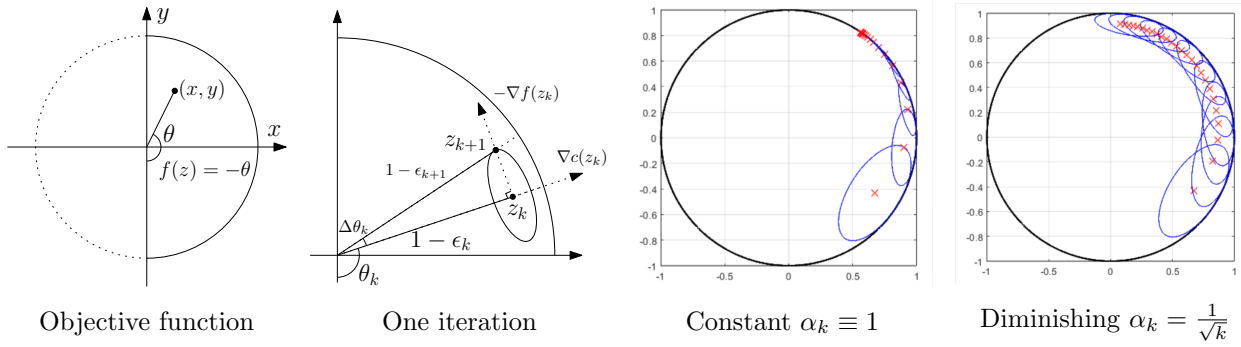 y
(x, y)
θ
x
f(z) = −θ
Objective function
−∇f(z_k)
z_{k+1}
∇c(z_k)
1 − ϵ_{k+1}
z_k
Δθ_k
1 − ϵ_k
θ_k
One iteration
1
0.8
0.6
0.4
0.2
0
-0.2
-0.4
-0.6
-0.8
-1
-1 -0.5 0 0.5 1
Constant α_k ≡ 1
1
0.8
0.6
0.4
0.2
0
-0.2
-0.4
-0.6
-0.8
-1
-1 -0.5 0 0.5 1
Diminishing α_k = 1/√k